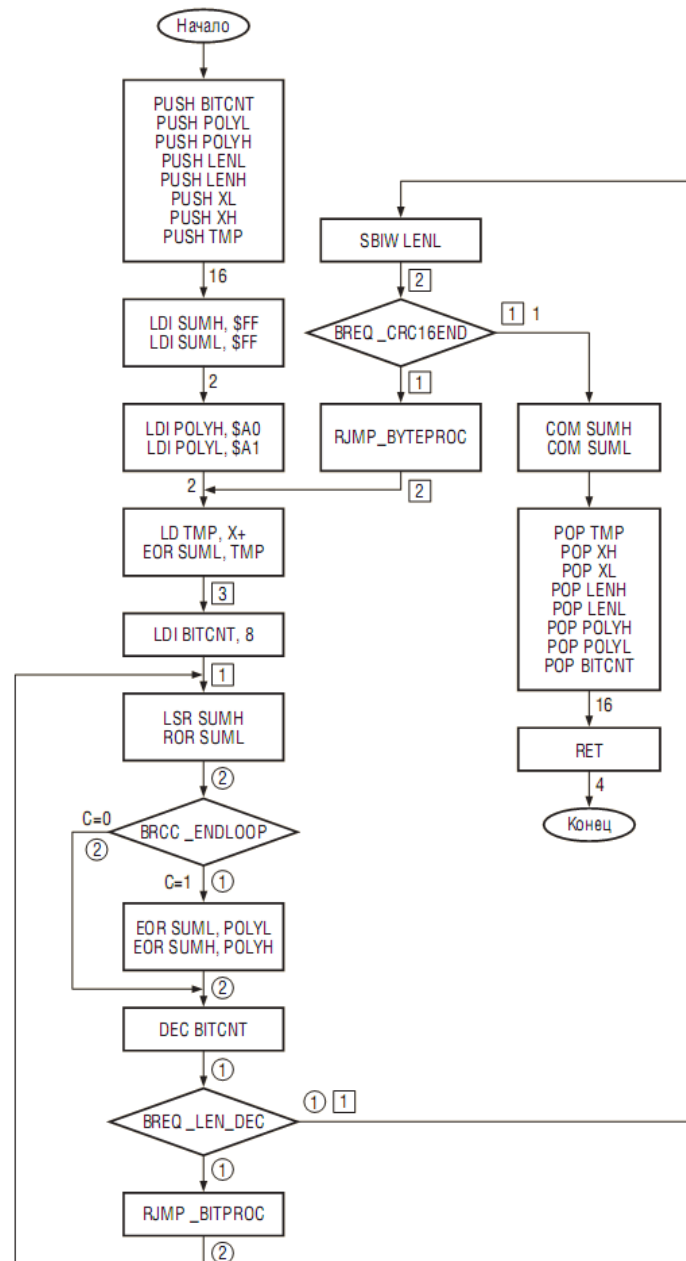 Начало
PUSH BITCNT
PUSH POLYL
PUSH POLYH
PUSH LENL
PUSH LENH
PUSH XL
PUSH XH
PUSH TMP
16
LDI SUMH, $FF
LDI SUML, $FF
2
LDI POLYH, $A0
LDI POLYL, $A1
2
LD TMP, X+
EOR SUML, TMP
3
LDI BITCNT, 8
1
LSR SUMH
ROR SUML
2
BRCC _ENDLOOP
C=0
2
C=1 1
EOR SUML, POLYL
EOR SUMH, POLYH
2
DEC BITCNT
1
BREQ _LEN_DEC
1 1
1
RJMP _BITPROC
2
SBIW LENL
2
BREQ _CRC16END
1 1
1
RJMP_BYTEPROC
2
COM SUMH
COM SUML
POP TMP
POP XH
POP XL
POP LENH
POP LENL
POP POLYH
POP POLYL
POP BITCNT
16
RET
4
Конец